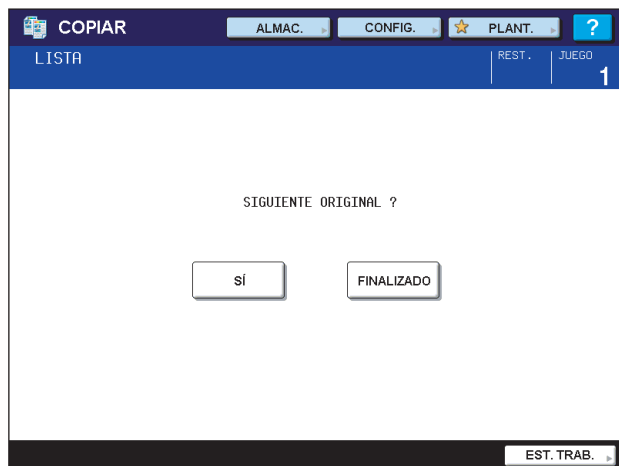 COPIAR ALMAC. CONFIG. PLANT. ?
LISTA REST. JUEGO
1
SIGUIENTE ORIGINAL ?
SÍ FINALIZADO
EST. TRAB.